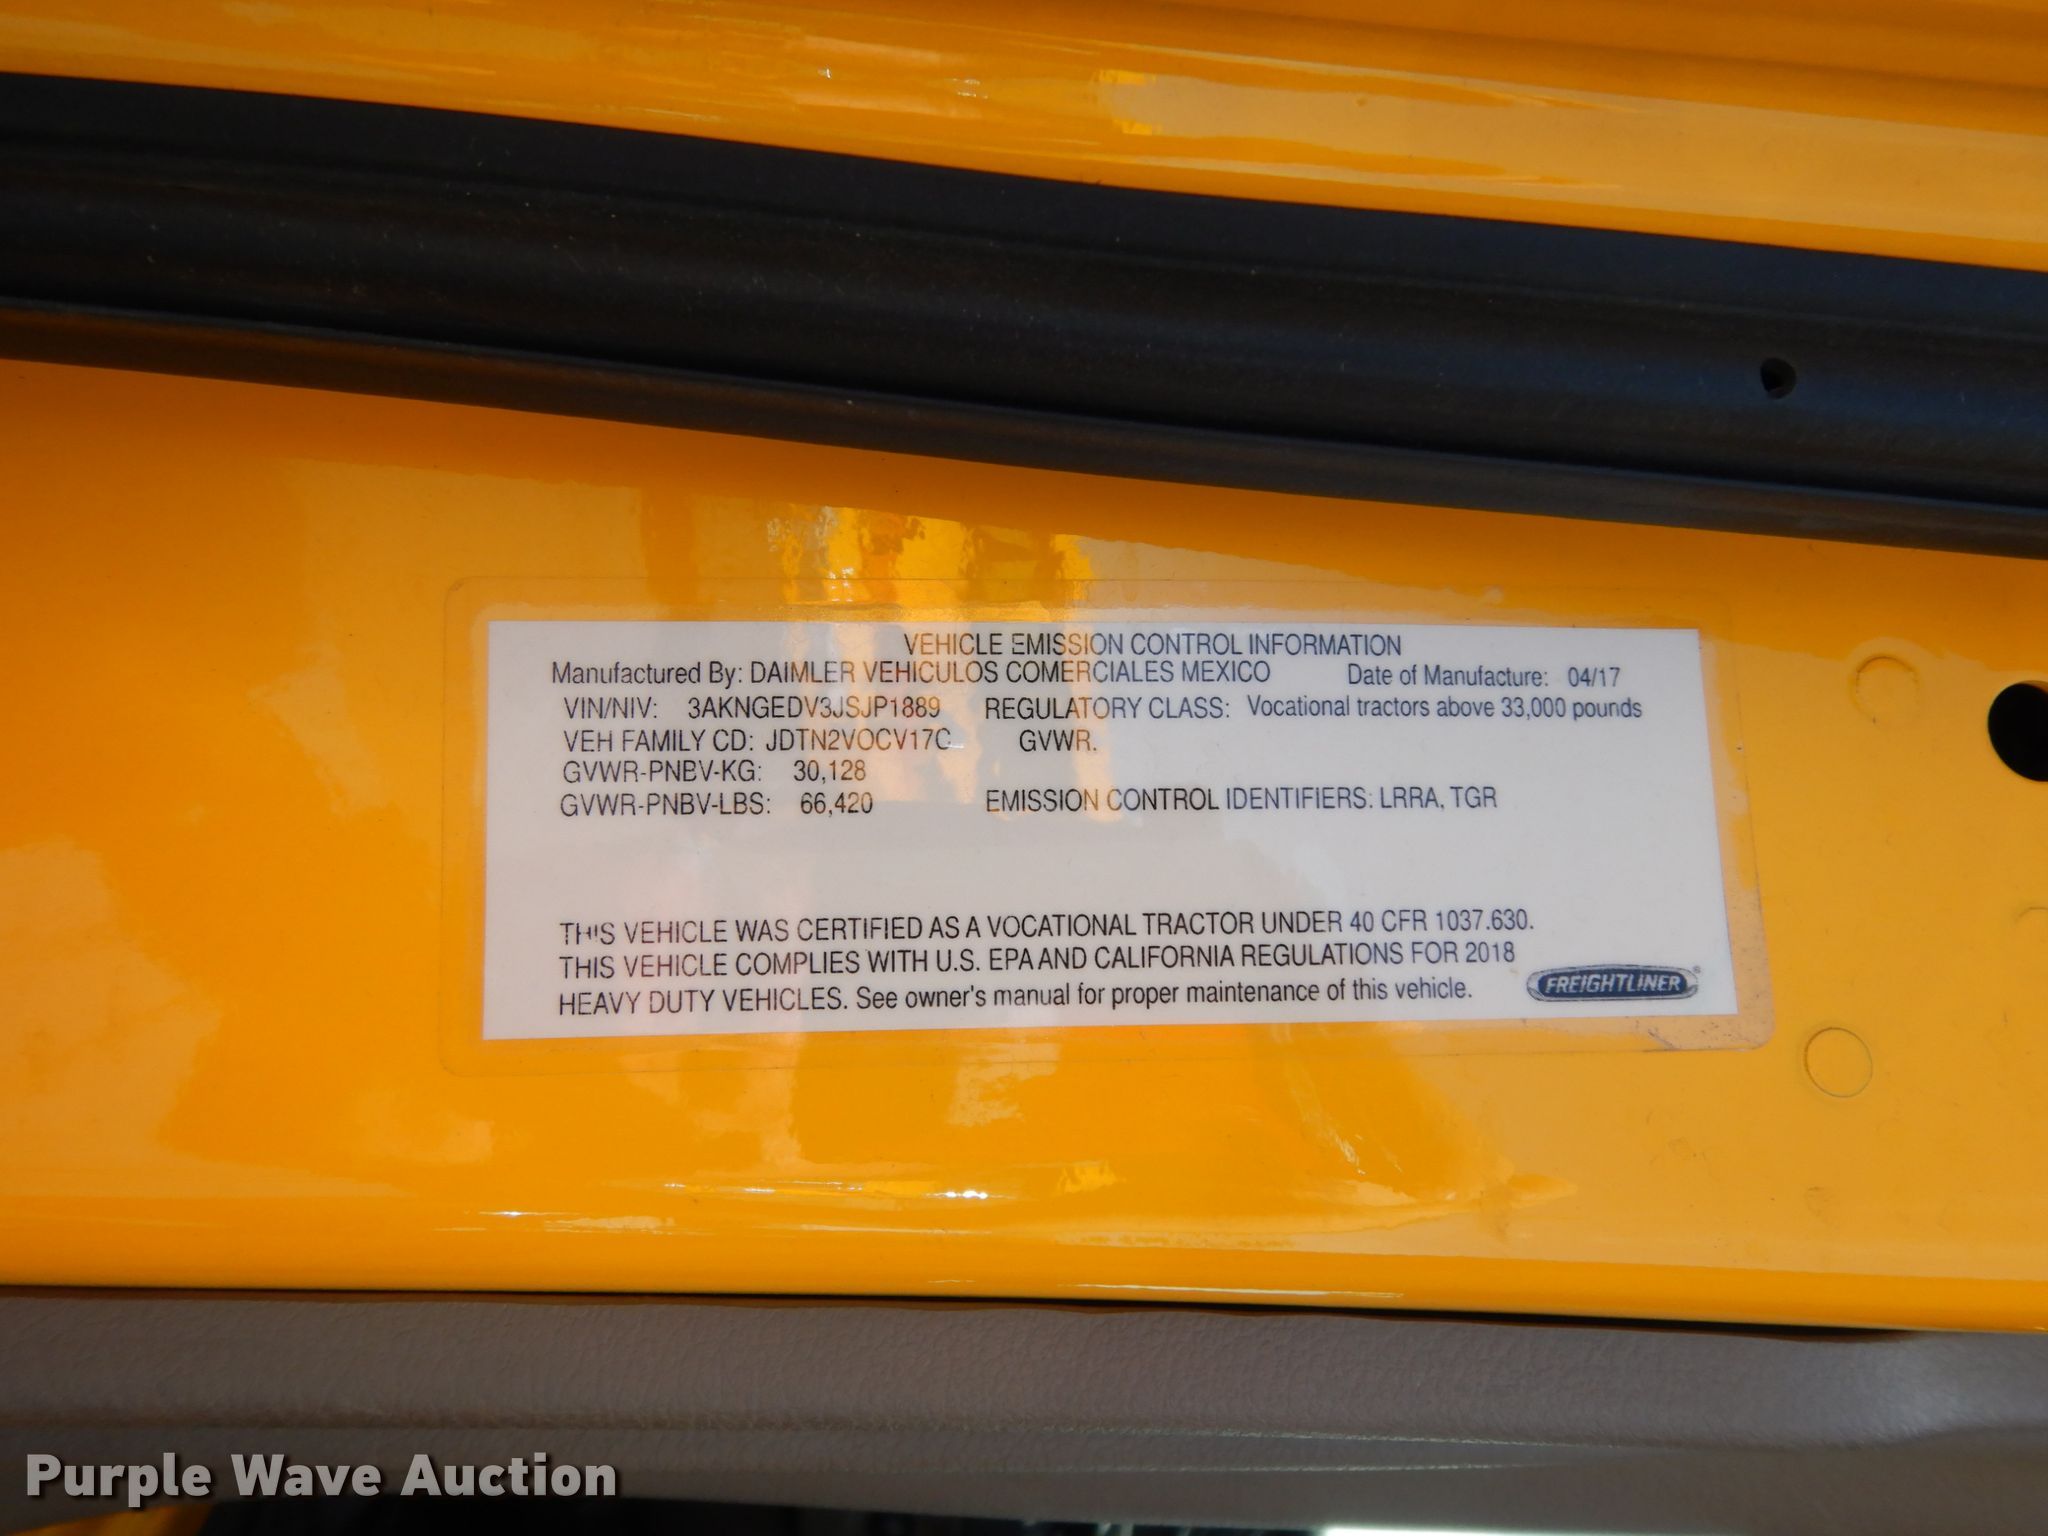 VEHICLE EMISSION CONTROL INFORMATION
Manufactured By: DAIMLER VEHICULOS COMERCIALES MEXICO Date of Manufacture: 04/17
VIN/NIV: 3AKNGEDV3JSJP1889 REGULATORY CLASS: Vocational tractors above 33,000 pounds
VEH FAMILY CD: JDTN2VOCV17C GVWR.
GVWR-PNBV-KG: 30,128
GVWR-PNBV-LBS: 66,420 EMISSION CONTROL IDENTIFIERS: LRRA, TGR
THIS VEHICLE WAS CERTIFIED AS A VOCATIONAL TRACTOR UNDER 40 CFR 1037.630.
THIS VEHICLE COMPLIES WITH U.S. EPA AND CALIFORNIA REGULATIONS FOR 2018
HEAVY DUTY VEHICLES. See owner's manual for proper maintenance of this vehicle.
FREIGHTLINER®
Purple Wave Auction